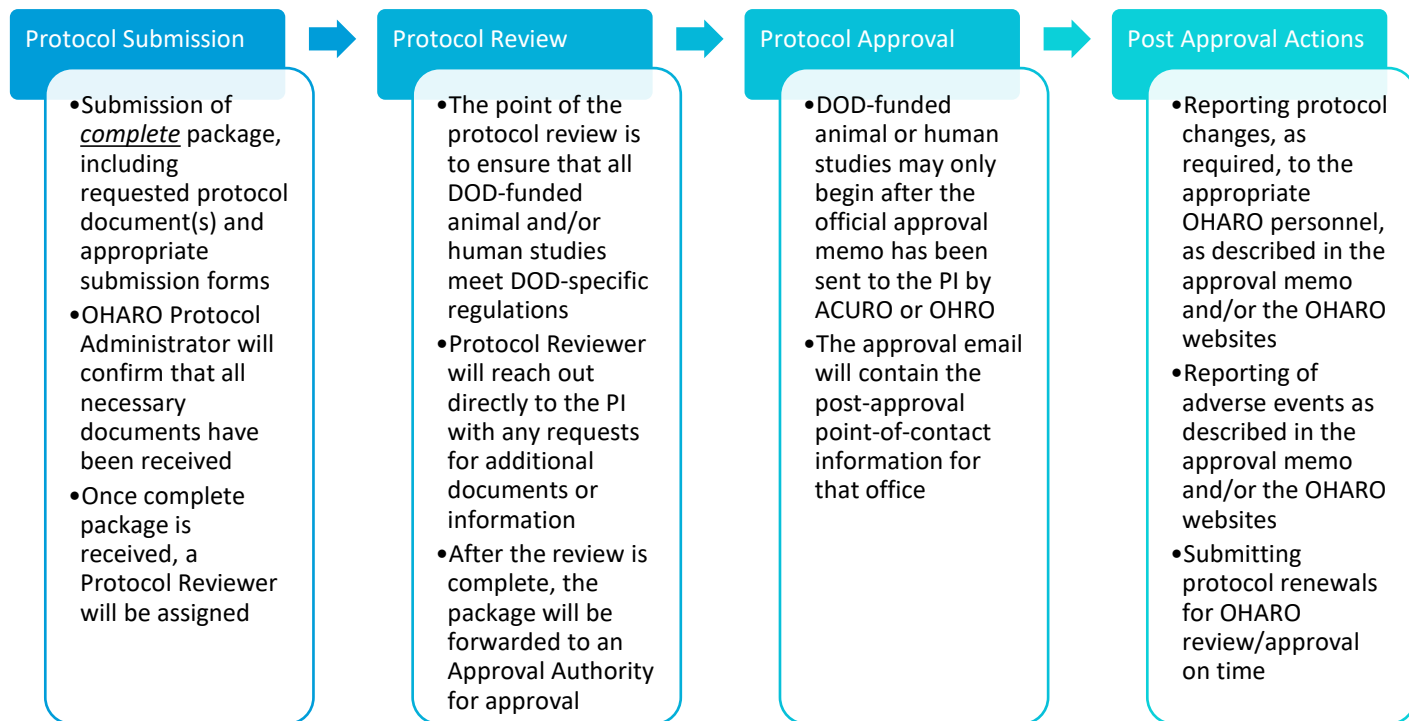 Protocol Submission
•Submission of
complete package,
including
requested protocol
document(s) and
appropriate
submission forms
•OHARO Protocol
Administrator will
confirm that all
necessary
documents have
been received
•Once complete
package is
received, a
Protocol Reviewer
will be assigned
Protocol Review
•The point of the
protocol review is
to ensure that all
DOD-funded
animal and/or
human studies
meet DOD-specific
regulations
•Protocol Reviewer
will reach out
directly to the PI
with any requests
for additional
documents or
information
•After the review is
complete, the
package will be
forwarded to an
Approval Authority
for approval
Protocol Approval
•DOD-funded
animal or human
studies may only
begin after the
official approval
memo has been
sent to the PI by
ACURO or OHRO
•The approval email
will contain the
post-approval
point-of-contact
information for
that office
Post Approval Actions
•Reporting protocol
changes, as
required, to the
appropriate
OHARO personnel,
as described in the
approval memo
and/or the OHARO
websites
•Reporting of
adverse events as
described in the
approval memo
and/or the OHARO
websites
•Submitting
protocol renewals
for OHARO
review/approval
on time